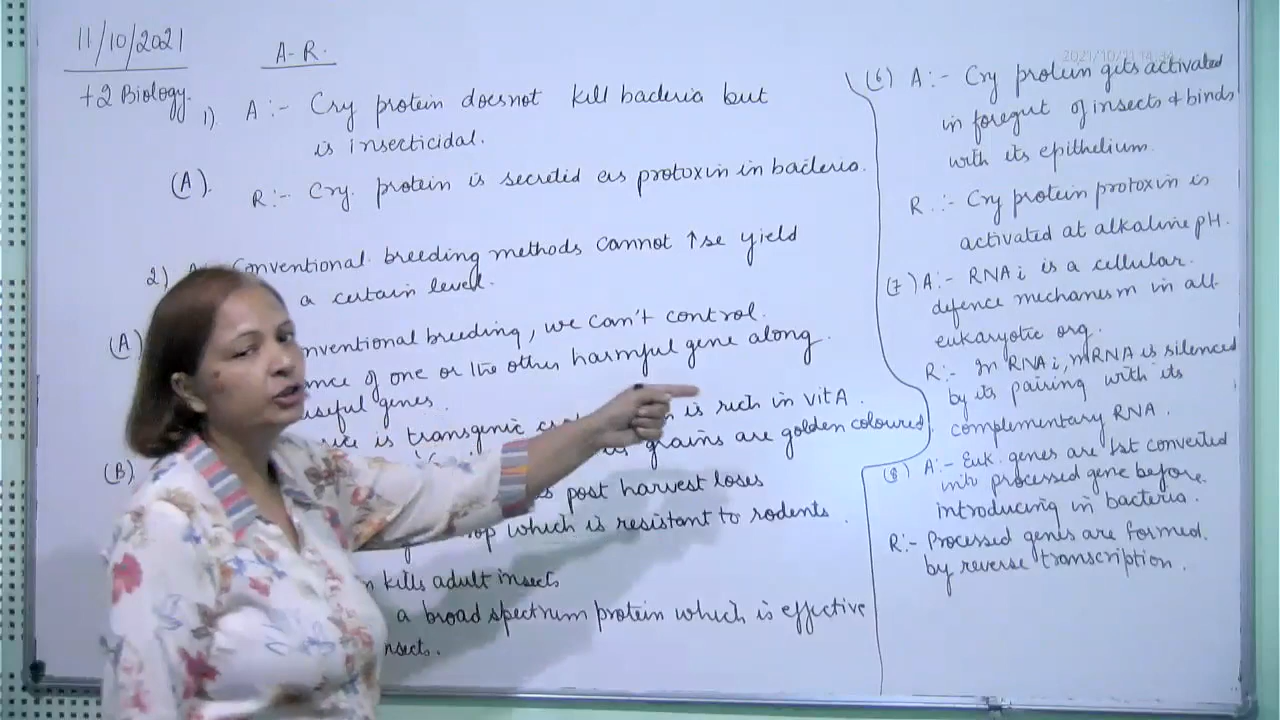 11/10/2021
+2 Biology.
A-R.
1). A:- Cry protein doesnot kill bacteria but
is insecticidal.
(A).
R:- Cry. protein is secreted as protoxin in bacteria.
2) Conventional breeding methods cannot ↑se yield
a certain level.
(A) nventional breeding, we can't control.
of one or the other harmful gene along
genes.
(B) is transgenic is rich in vit A.
grains are golden coloured.
post harvest loses
which is resistant to rodents.
kills adult insects
a broad spectrum protein which is effective
nsects.
(6) A:- Cry protein gets activated
in foregut of insects & binds
with its epithelium.
R:- Cry protein protoxin is
activated at alkaline pH.
(7) A:- RNA i is a cellular.
defence mechanism in all.
eukaryotic org.
R:- In RNA i, mRNA is silenced
by its pairing with its
complementary RNA.
(8) A:- Euk. genes are 1st converted
into processed gene before
introducing in bacteria.
R:- Processed genes are formed.
by reverse transcription.